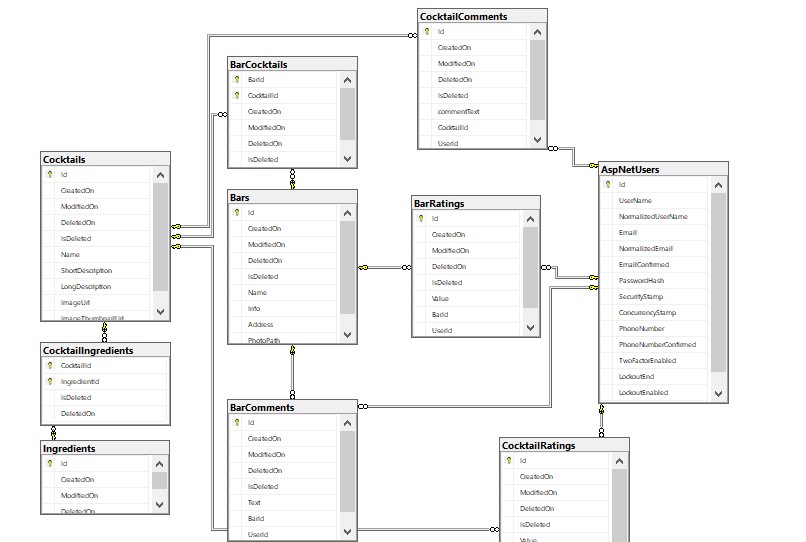 CocktailComments
Id
CreatedOn
ModifiedOn
DeletedOn
IsDeleted
commentText
CocktailId
UserId
BarCocktails
BarId
CocktailId
CreatedOn
ModifiedOn
DeletedOn
IsDeleted
Cocktails
Id
CreatedOn
ModifiedOn
DeletedOn
IsDeleted
Name
ShortDescription
LongDescription
ImageUrl
ImageThumbnailUrl
AspNetUsers
Id
UserName
NormalizedUserName
Email
NormalizedEmail
EmailConfirmed
PasswordHash
SecurityStamp
ConcurrencyStamp
PhoneNumber
PhoneNumberConfirmed
TwoFactorEnabled
LockoutEnd
LockoutEnabled
Bars
Id
CreatedOn
ModifiedOn
DeletedOn
IsDeleted
Name
Info
Address
PhotoPath
BarRatings
Id
CreatedOn
ModifiedOn
DeletedOn
IsDeleted
Value
BarId
UserId
CocktailIngredients
CocktailId
IngredientId
IsDeleted
DeletedOn
BarComments
Id
CreatedOn
ModifiedOn
DeletedOn
IsDeleted
Text
BarId
UserId
Ingredients
Id
CreatedOn
ModifiedOn
DeletedOn
CocktailRatings
Id
CreatedOn
ModifiedOn
DeletedOn
IsDeleted
Value